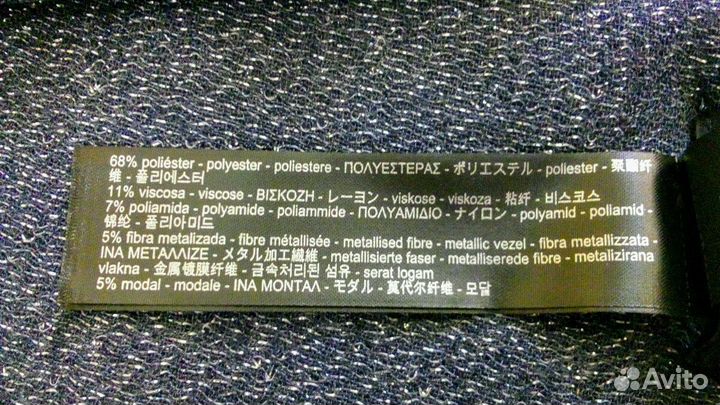 68% poliéster - polyester - poliestere - ΠΟΛΥΕΣΤΕΡΑΣ - ポリエステル - poliester - 聚酯纤
维 - 폴리에스터
11% viscosa - viscose - ΒΙΣΚΟΖΗ - レーヨン - viskose - viskoza - 粘纤 - 비스코스
7% poliamida - polyamide - poliammide - ΠΟΛΥΑΜΙΔΙΟ - ナイロン - polyamid - poliamid -
锦纶 - 폴리아미드
5% fibra metalizada - fibre métallisée - metallised fibre - metallic vezel - fibra metallizzata -
ΙΝΑ ΜΕΤΑΛΛΙΖΕ - メタル加工繊維 - metallisierte faser - metalliserede fibre - metalizirana
vlakna - 金属镀膜纤维 - 금속처리된 섬유 - serat logam
5% modal - modale - ΙΝΑ ΜΟΝΤΑΛ - モダル - 莫代尔纤维 - 모달
Avito